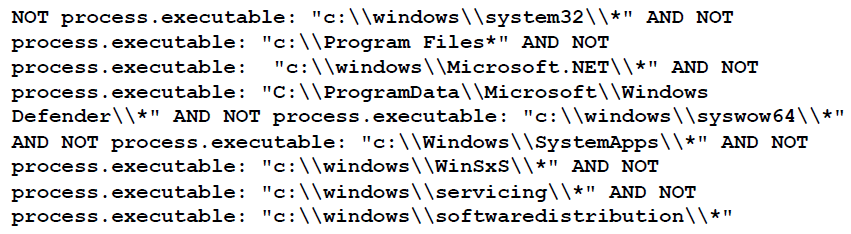 NOT process.executable: "c:\\windows\\system32\\*" AND NOT
process.executable: "c:\\Program Files*" AND NOT
process.executable:  "c:\\windows\\Microsoft.NET\\*" AND NOT
process.executable: "C:\\ProgramData\\Microsoft\\Windows
Defender\\*" AND NOT process.executable: "c:\\windows\\syswow64\\*"
AND NOT process.executable: "c:\\Windows\\SystemApps\\*" AND NOT
process.executable: "c:\\windows\\WinSxS\\*" AND NOT
process.executable: "c:\\windows\\servicing\\*" AND NOT
process.executable: "c:\\windows\\softwaredistribution\\*"